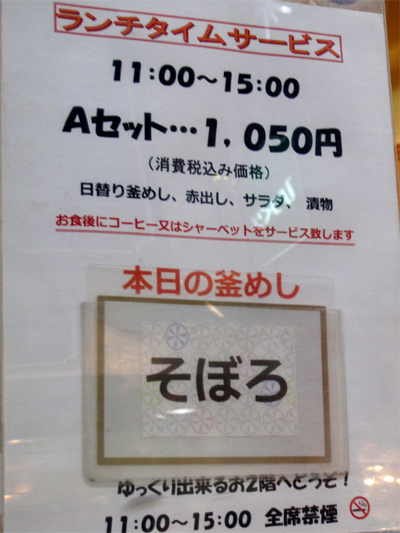 ランチタイムサービス
11:00～15:00
Aセット…1,050円
(消費税込み価格)
日替り釜めし、赤出し、サラダ、漬物
お食後にコーヒー又はシャーベットをサービス致します
本日の釜めし
そぼろ
ゆっくり出来るお2階へどうぞ！
11:00～15:00 全席禁煙